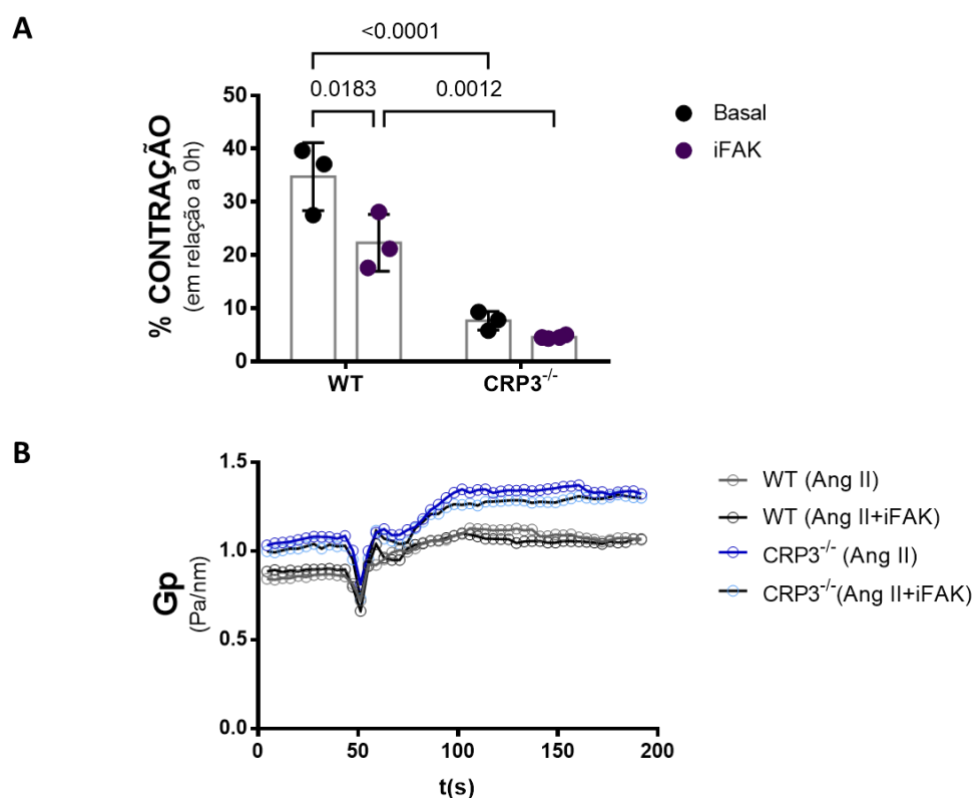 A
<0.0001
0.0183
0.0012
% CONTRAÇÃO
(em relação a 0h)
50
40
30
20
10
0
WT
CRP3-/-
Basal
iFAK
B
Gp
(Pa/nm)
1.5
1.0
0.5
0.0
0
50
100
150
200
t(s)
WT (Ang II)
WT (Ang II+iFAK)
CRP3-/- (Ang II)
CRP3-/-(Ang II+iFAK)